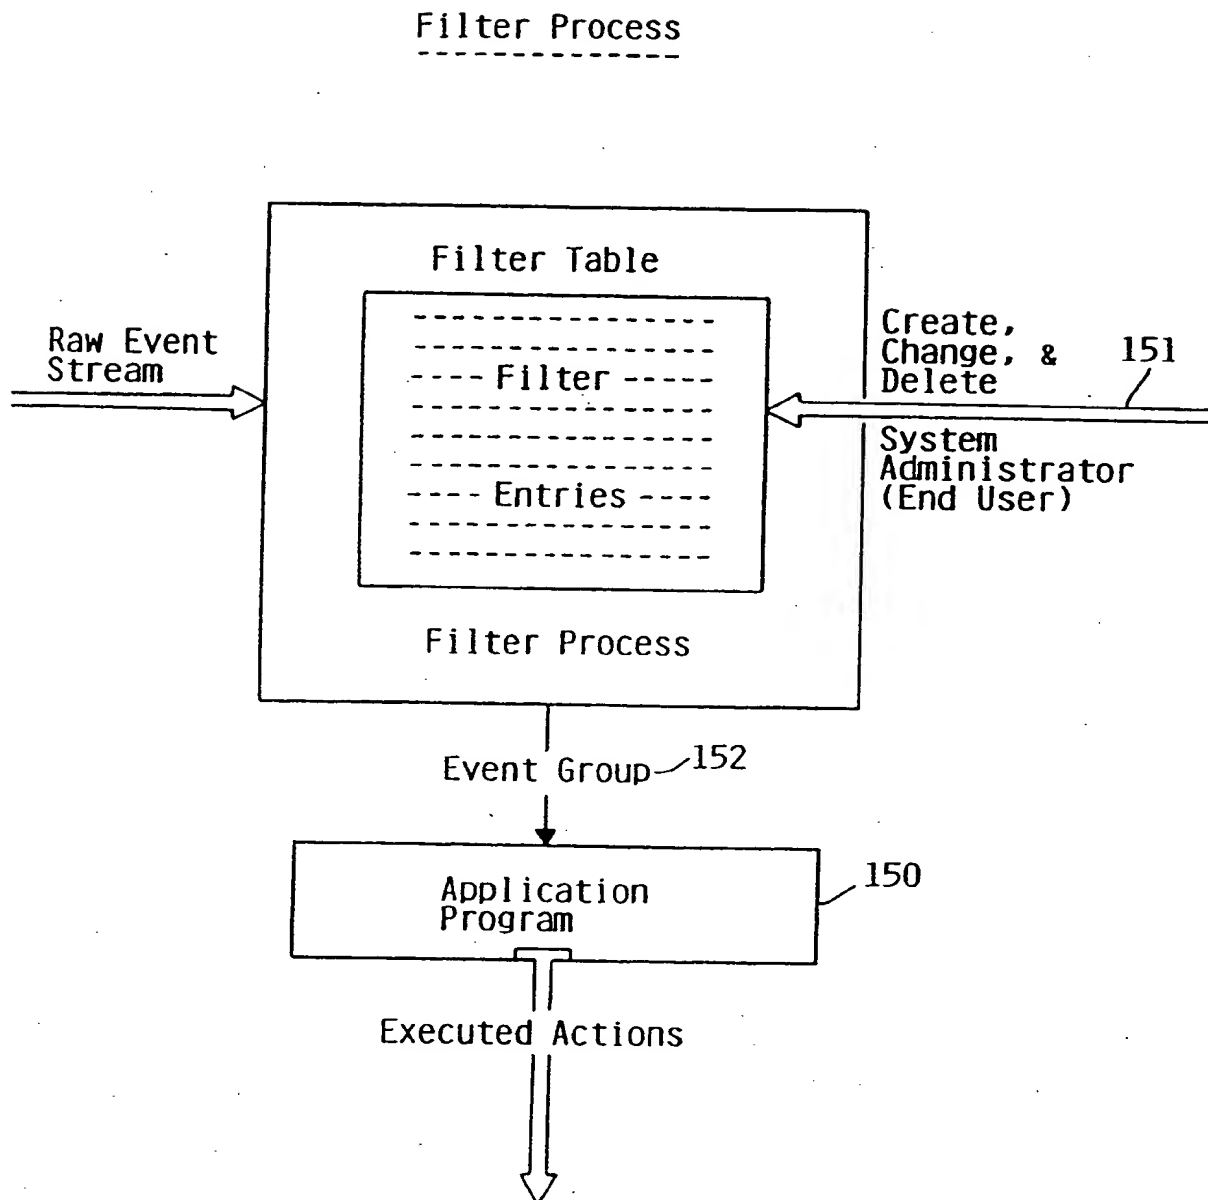 Filter Process
Filter Table
Raw Event
Stream
Filter
Entries
Create,
Change, &
Delete
151
System
Administrator
(End User)
Filter Process
Event Group
152
Application
Program
150
Executed Actions